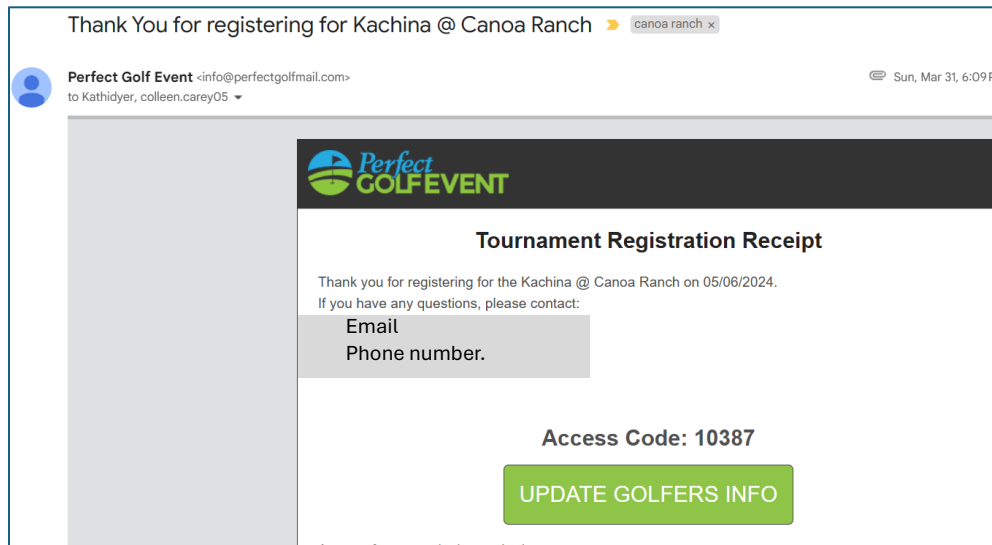 Thank You for registering for Kachina @ Canoa Ranch canoa ranch ×
Perfect Golf Event <info@perfectgolfmail.com> Sun, Mar 31, 6:09
to Kathidyer, colleen.carey05
Perfect
GOLFEVENT
Tournament Registration Receipt
Thank you for registering for the Kachina @ Canoa Ranch on 05/06/2024.
If you have any questions, please contact:
Email
Phone number.
Access Code: 10387
UPDATE GOLFERS INFO